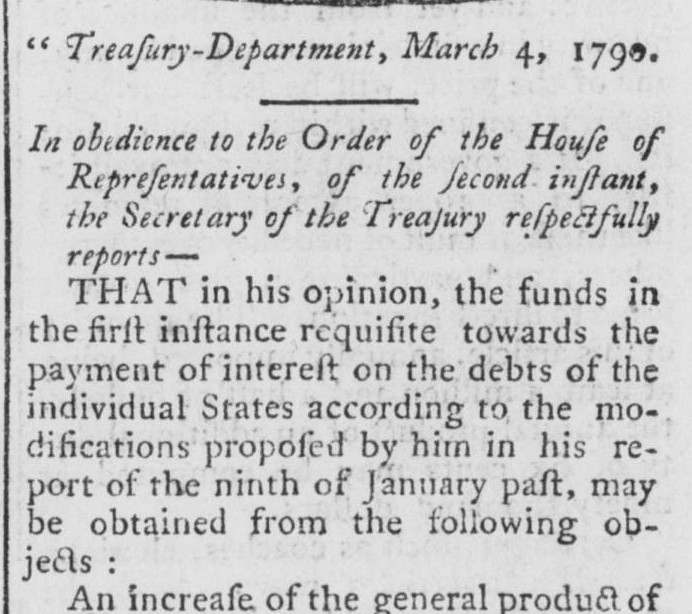 “ Treaſury-Department, March 4, 1790.
In obedience to the Order of the Houſe of
Repreſentatives, of the ſecond inſtant,
the Secretary of the Treaſury reſpectfully
reports—
THAT in his opinion, the funds in
the firſt inſtance requiſite towards the
payment of intereſt on the debts of the
individual States according to the mo-
difications propoſed by him in his re-
port of the ninth of January paſt, may
be obtained from the following ob-
jects :
An increaſe of the general product of